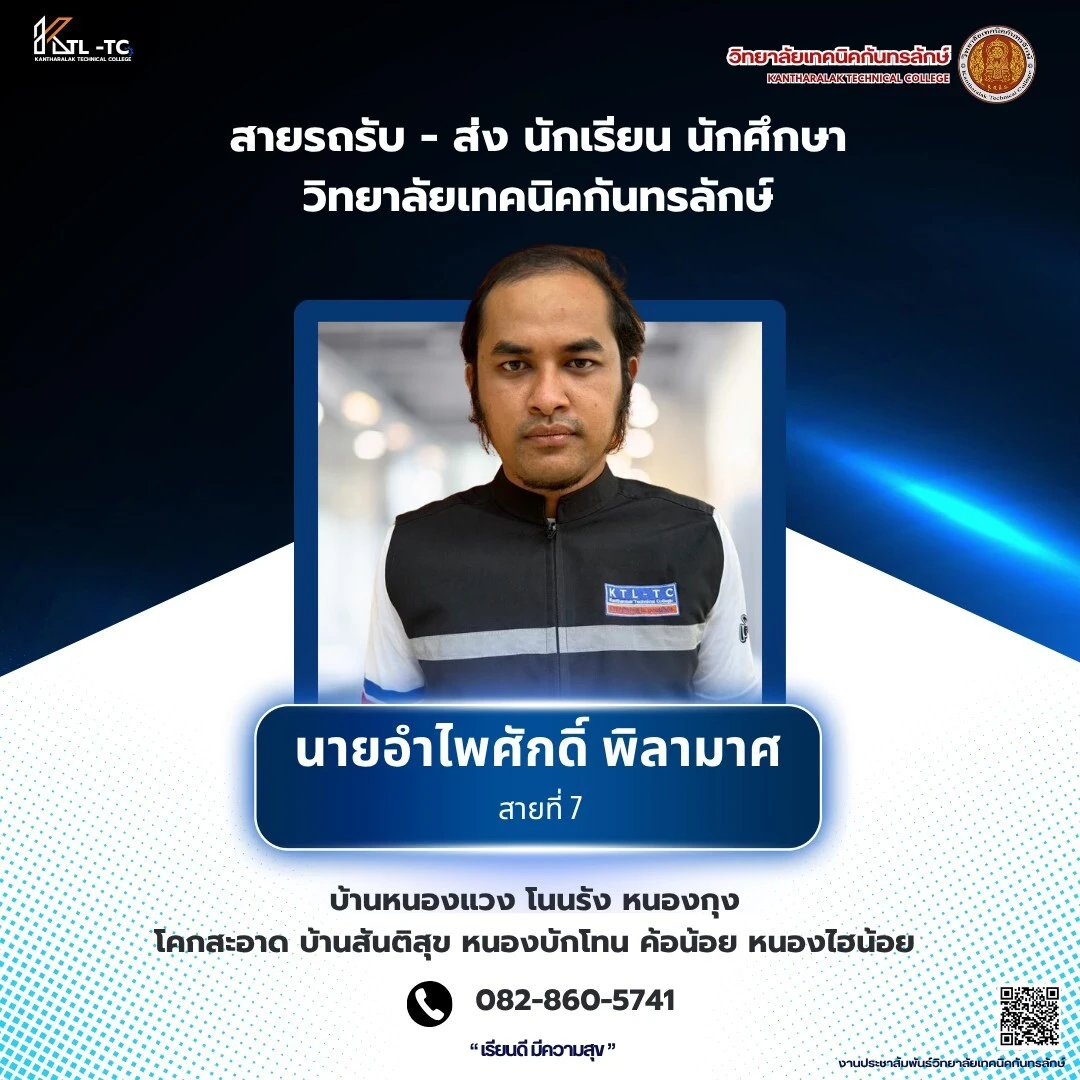 KTL-TC
KANTHARALAK TECHNICAL COLLEGE
วิทยาลัยเทคนิคกันทรลักษ์
KANTHARALAK TECHNICAL COLLEGE
สายรถรับ - ส่ง นักเรียน นักศึกษา
วิทยาลัยเทคนิคกันทรลักษ์
KTL-TC
Kantharalak Technical College
นายอำไพศักดิ์ พิลามาศ
สายที่ 7
บ้านหนองแวง โนนรัง หนองกุง
โคกสะอาด บ้านสันติสุข หนองบักโทน ค้อน้อย หนองไฮน้อย
082-860-5741
“เรียนดี มีความสุข”
งานประชาสัมพันธ์วิทยาลัยเทคนิคกันทรลักษ์